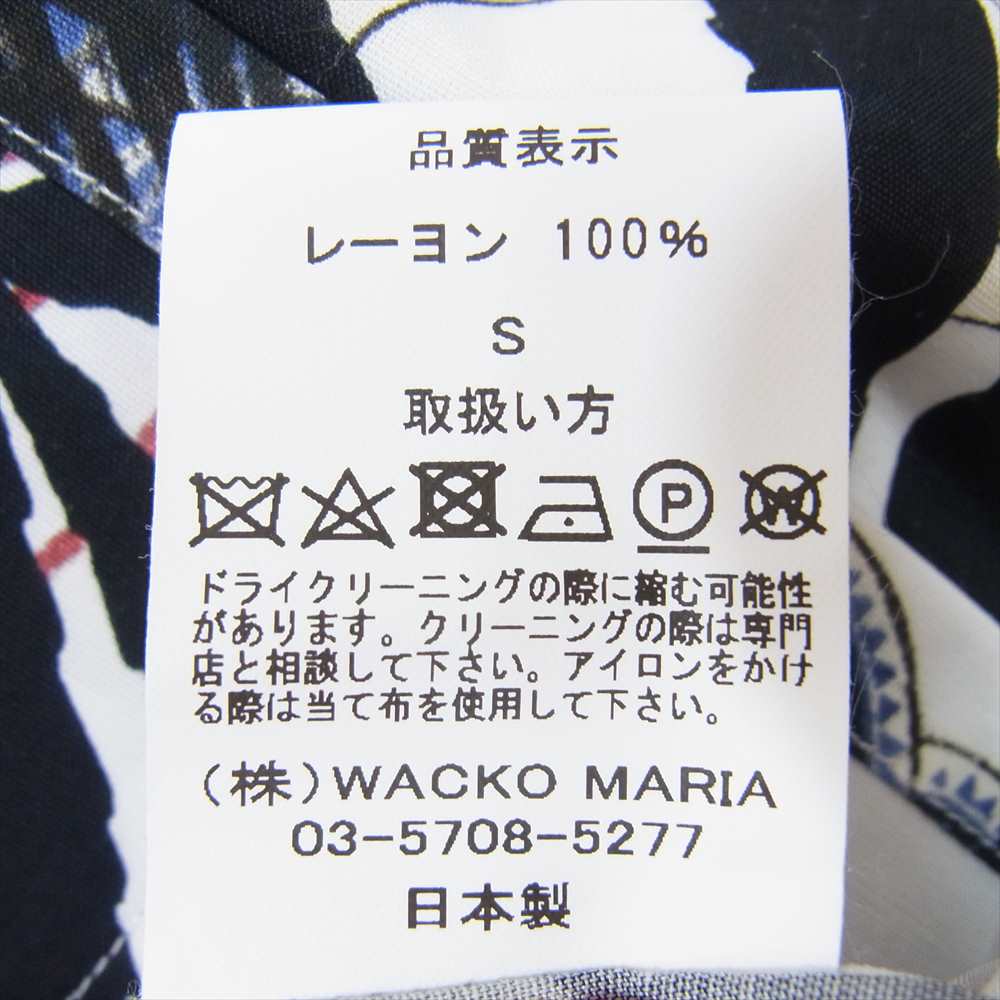 品質表示
レーヨン 100%
S
取扱い方
P W
ドライクリーニングの際に縮む可能性
があります。クリーニングの際は専門
店と相談して下さい。アイロンをかけ
る際は当て布を使用して下さい。
(株)WACKO MARIA
03-5708-5277
日本製